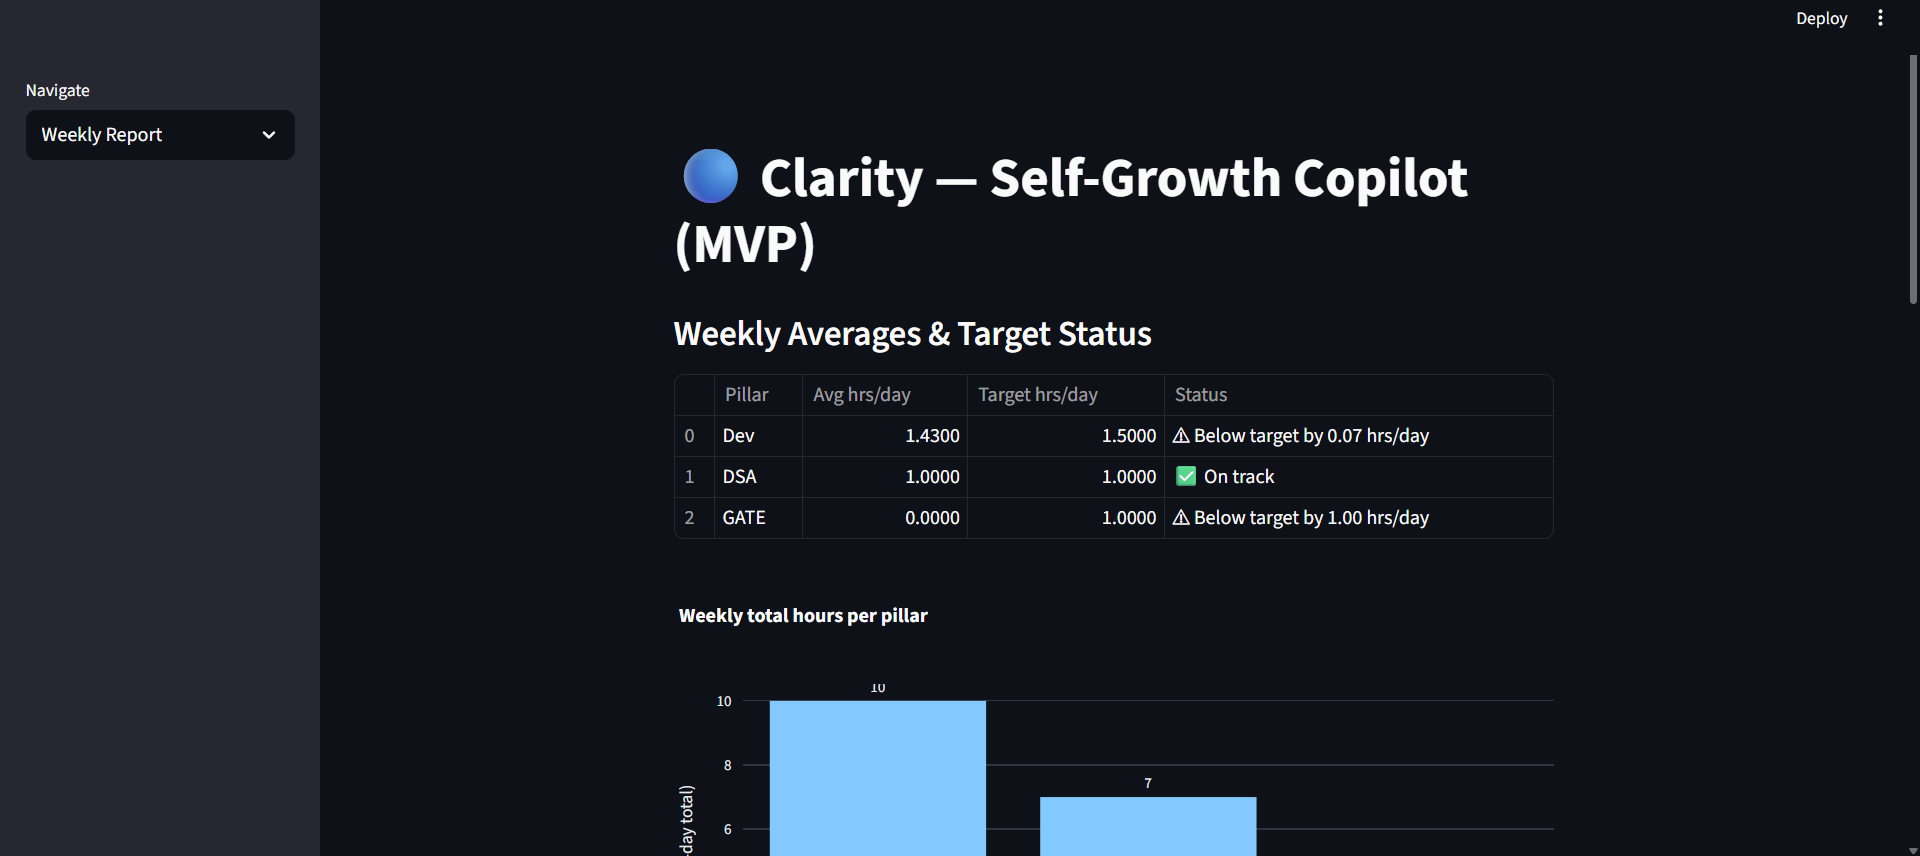 Deploy
Navigate
Weekly Report
Clarity — Self-Growth Copilot
(MVP)
Weekly Averages & Target Status
Pillar Avg hrs/day Target hrs/day Status
0 Dev 1.4300 1.5000 ⚠ Below target by 0.07 hrs/day
1 DSA 1.0000 1.0000 ✅ On track
2 GATE 0.0000 1.0000 ⚠ Below target by 1.00 hrs/day
Weekly total hours per pillar
10
10
8
7
6
-day total)